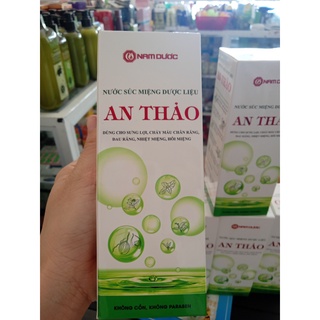 NAM DƯỢC
NƯỚC SÚC MIỆNG DƯỢC LIỆU
AN THẢO
DÙNG CHO SƯNG LỢI, CHẢY MÁU CHÂN RĂNG,
ĐAU RĂNG, NHIỆT MIỆNG, HÔI MIỆNG
KHÔNG CỒN, KHÔNG PARABEN
NAM DƯỢC
NƯỚC SÚC MIỆNG DƯỢC LIỆU
AN THẢO
AN THẢO